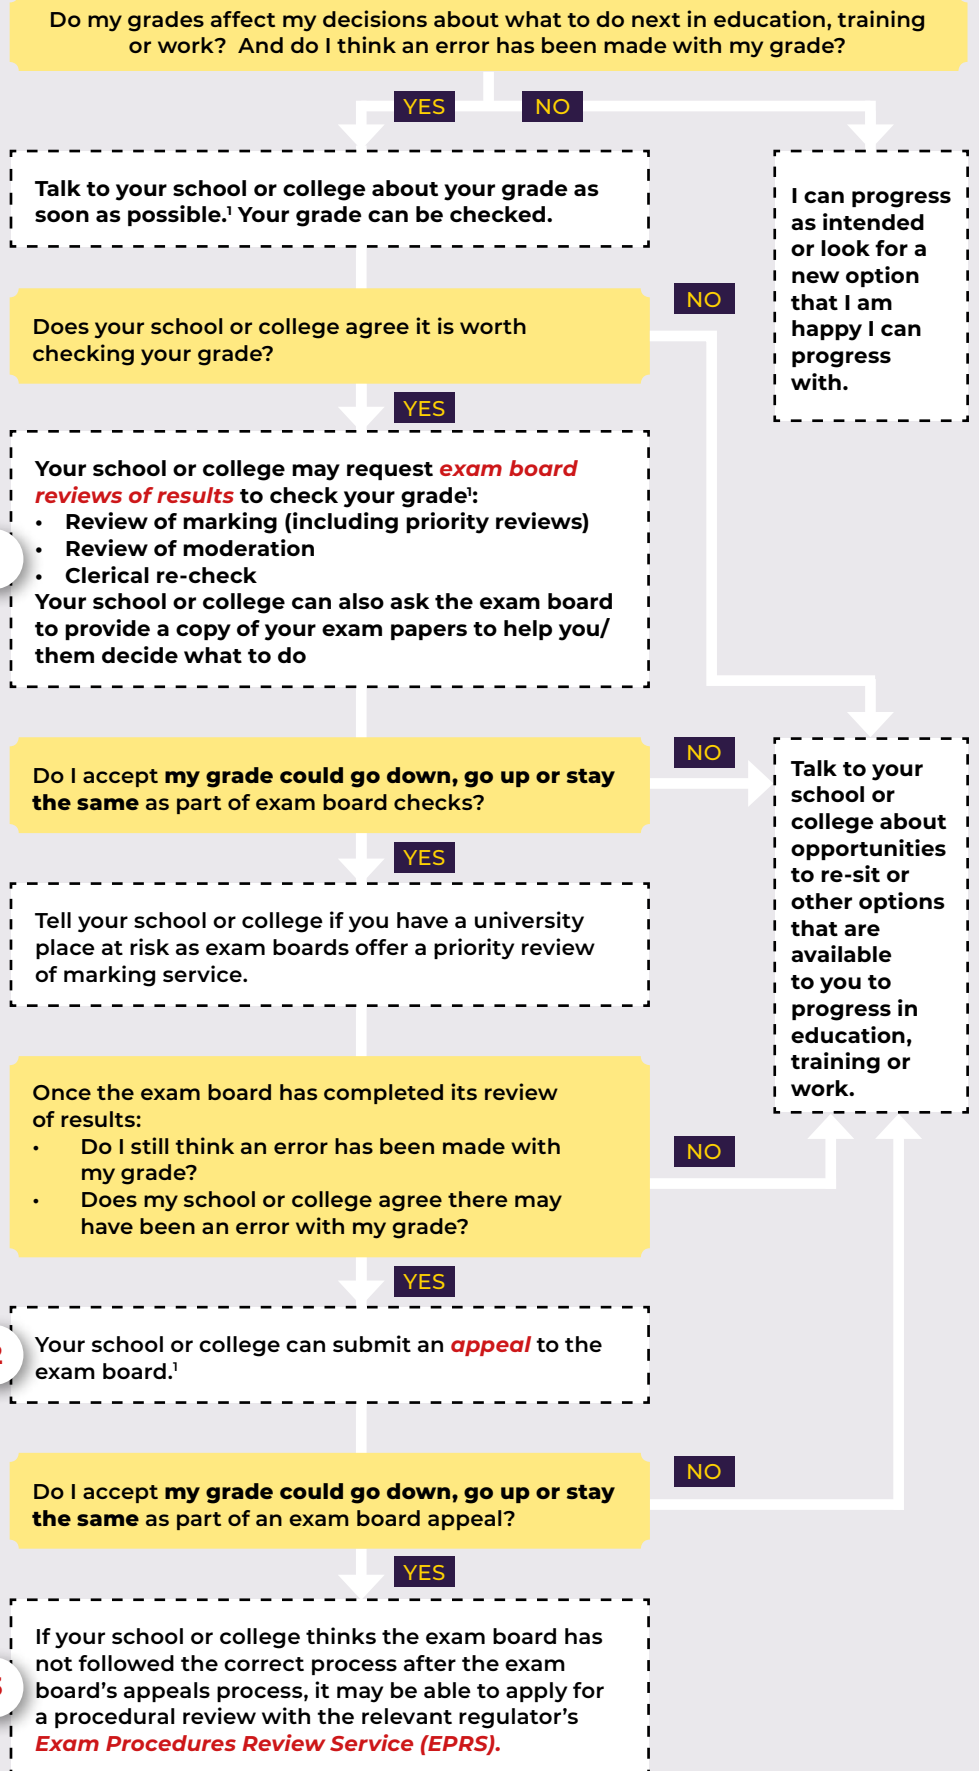 Do my grades affect my decisions about what to do next in education, training
or work? And do I think an error has been made with my grade?
YES
NO
Talk to your school or college about your grade as
soon as possible.¹ Your grade can be checked.
I can progress
as intended
or look for a
new option
that I am
happy I can
progress
with.
NO
Does your school or college agree it is worth
checking your grade?
YES
Your school or college may request exam board
reviews of results to check your grade¹:
• Review of marking (including priority reviews)
• Review of moderation
• Clerical re-check
Your school or college can also ask the exam board
to provide a copy of your exam papers to help you/
them decide what to do
NO
Do I accept my grade could go down, go up or stay
the same as part of exam board checks?
Talk to your
school or
college about
opportunities
to re-sit or
other options
that are
available
to you to
progress in
education,
training or
work.
YES
Tell your school or college if you have a university
place at risk as exam boards offer a priority review
of marking service.
Once the exam board has completed its review
of results:
• Do I still think an error has been made with
my grade?
• Does my school or college agree there may
have been an error with my grade?
NO
YES
2
Your school or college can submit an appeal to the
exam board.¹
NO
Do I accept my grade could go down, go up or stay
the same as part of an exam board appeal?
YES
If your school or college thinks the exam board has
not followed the correct process after the exam
3
board's appeals process, it may be able to apply for
a procedural review with the relevant regulator's
Exam Procedures Review Service (EPRS).